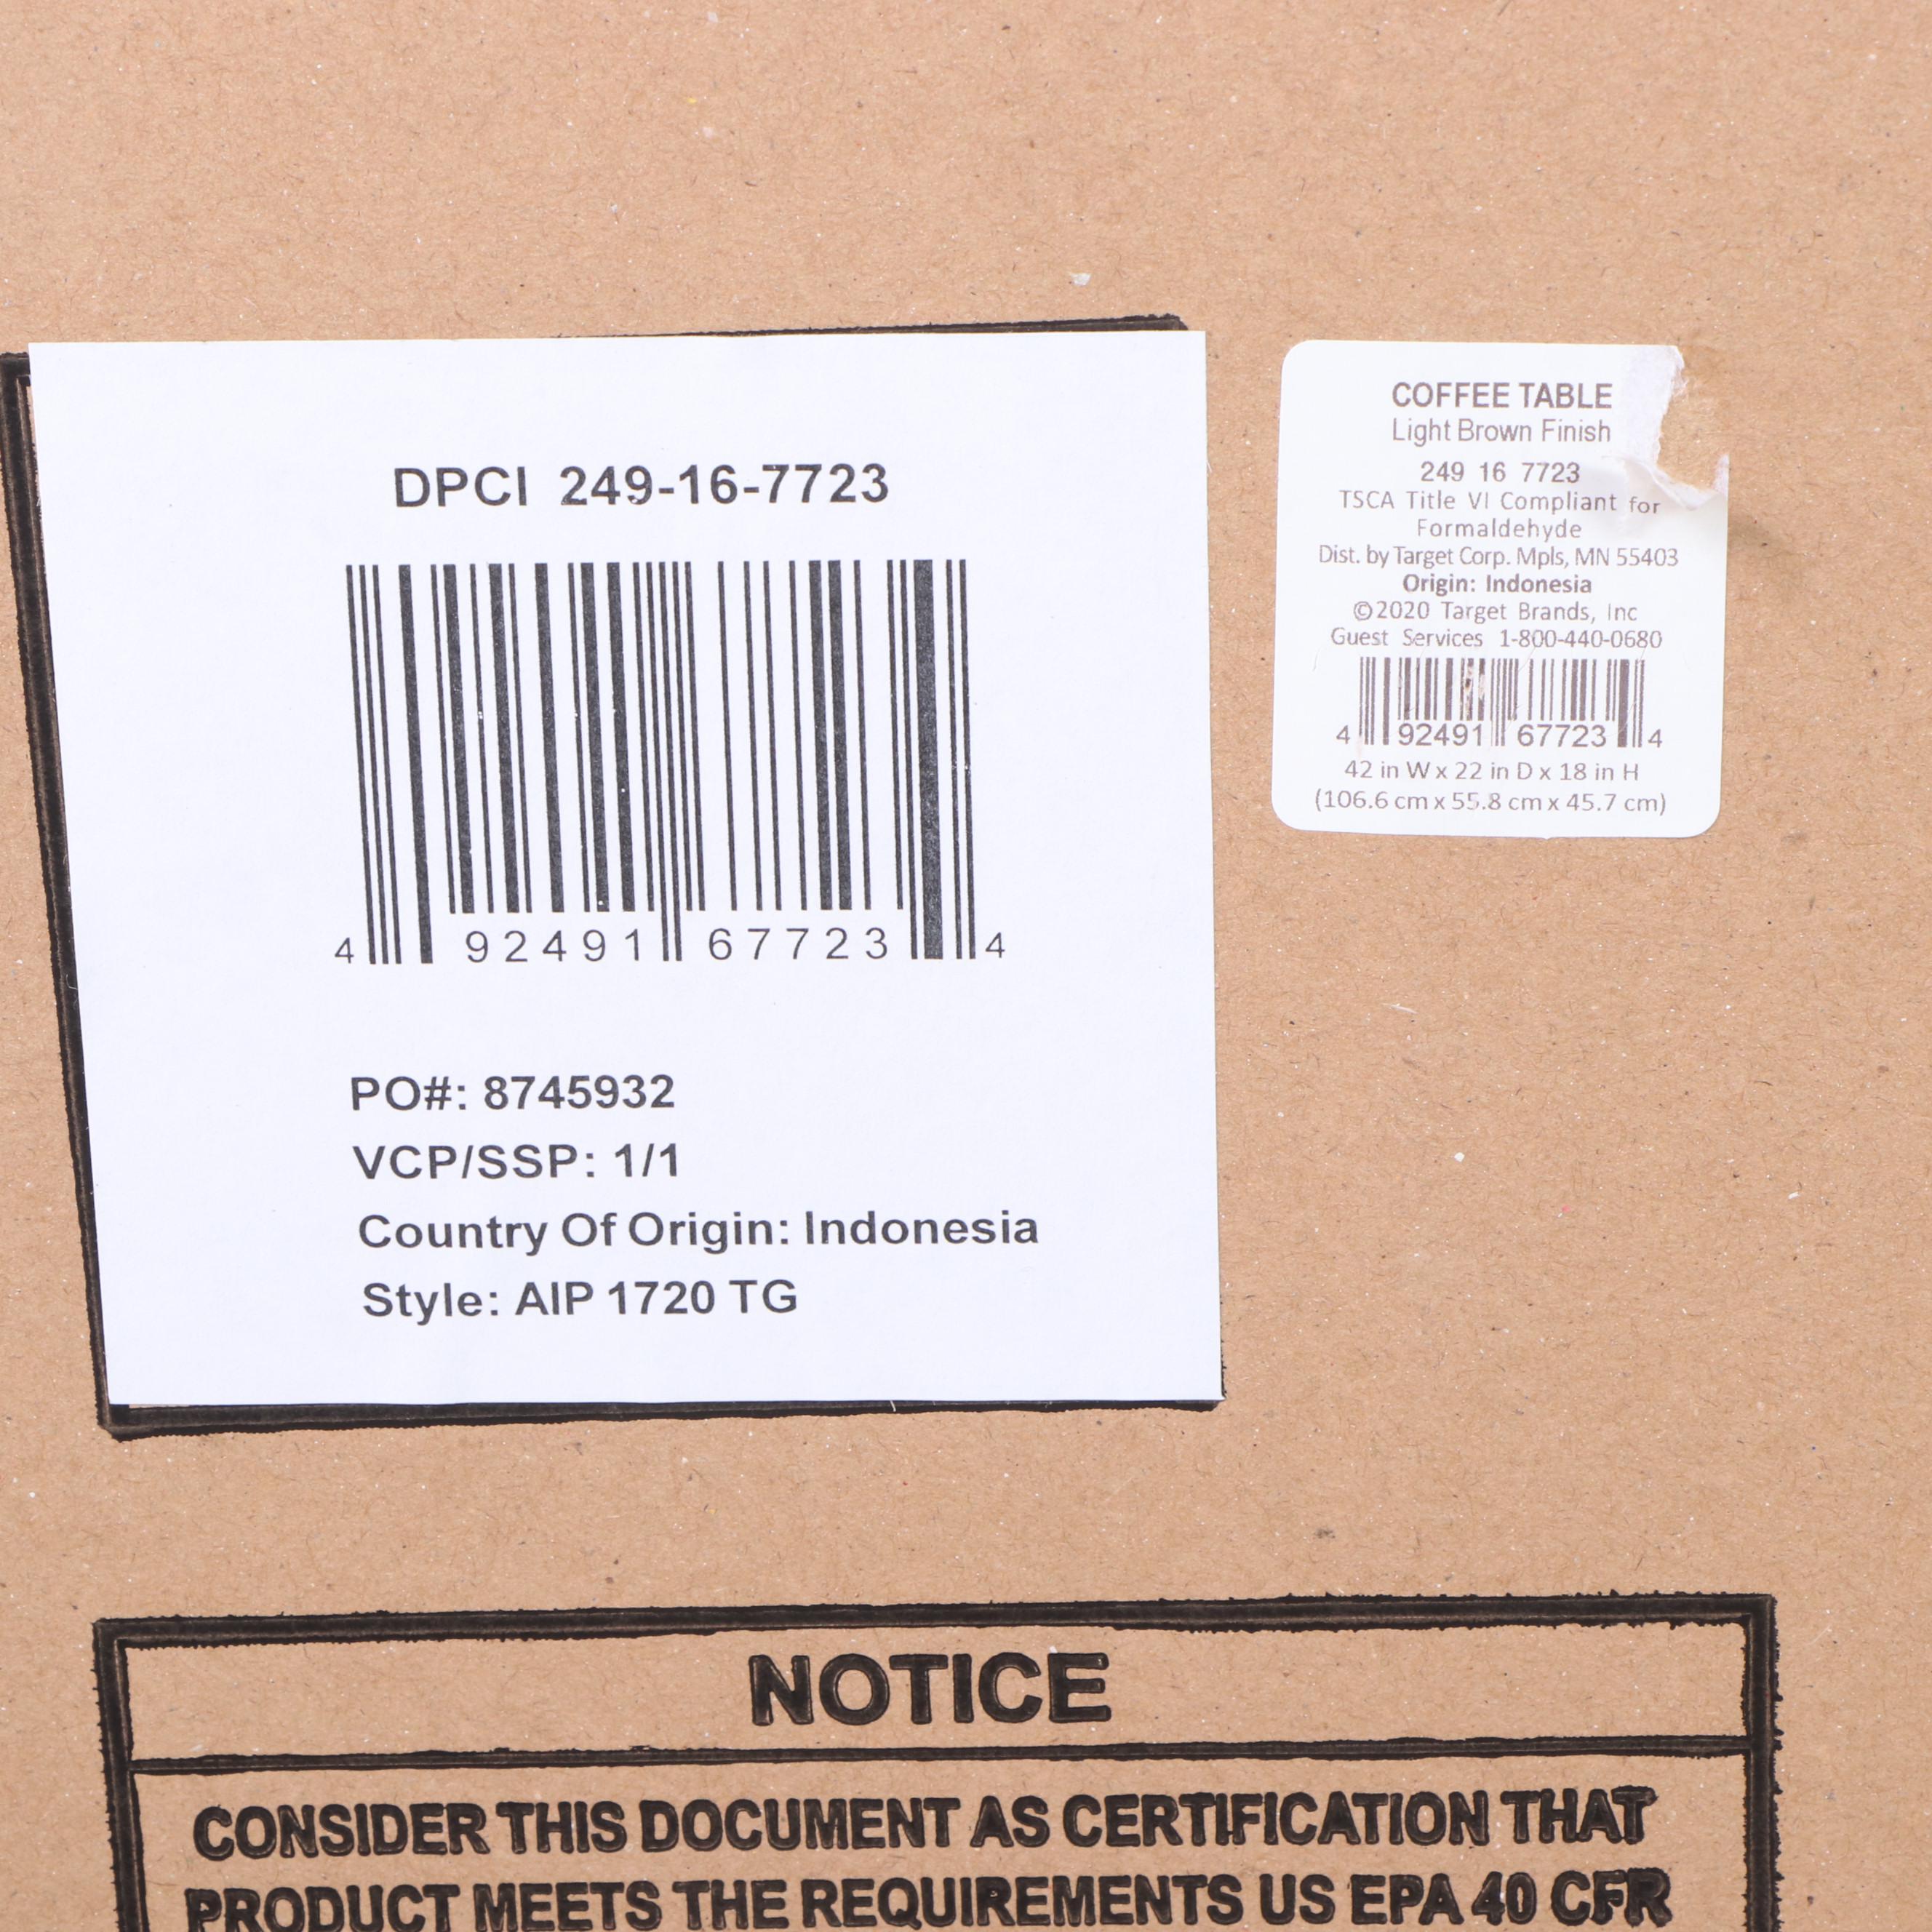 DPCI 249-16-7723
4 92491 67723 4
PO#: 8745932
VCP/SSP: 1/1
Country Of Origin: Indonesia
Style: AIP 1720 TG
COFFEE TABLE
Light Brown Finish
249 16 7723
TSCA Title VI Compliant for
Formaldehyde
Dist. by Target Corp. Mpls, MN 55403
Origin: Indonesia
©2020 Target Brands, Inc
Guest Services 1-800-440-0680
4 92491 67723 4
42 in W x 22 in D x 18 in H
(106.6 cm x 55.8 cm x 45.7 cm)
NOTICE
CONSIDER THIS DOCUMENT AS CERTIFICATION THAT
PRODUCT MEETS THE REQUIREMENTS US EPA 40 CFR